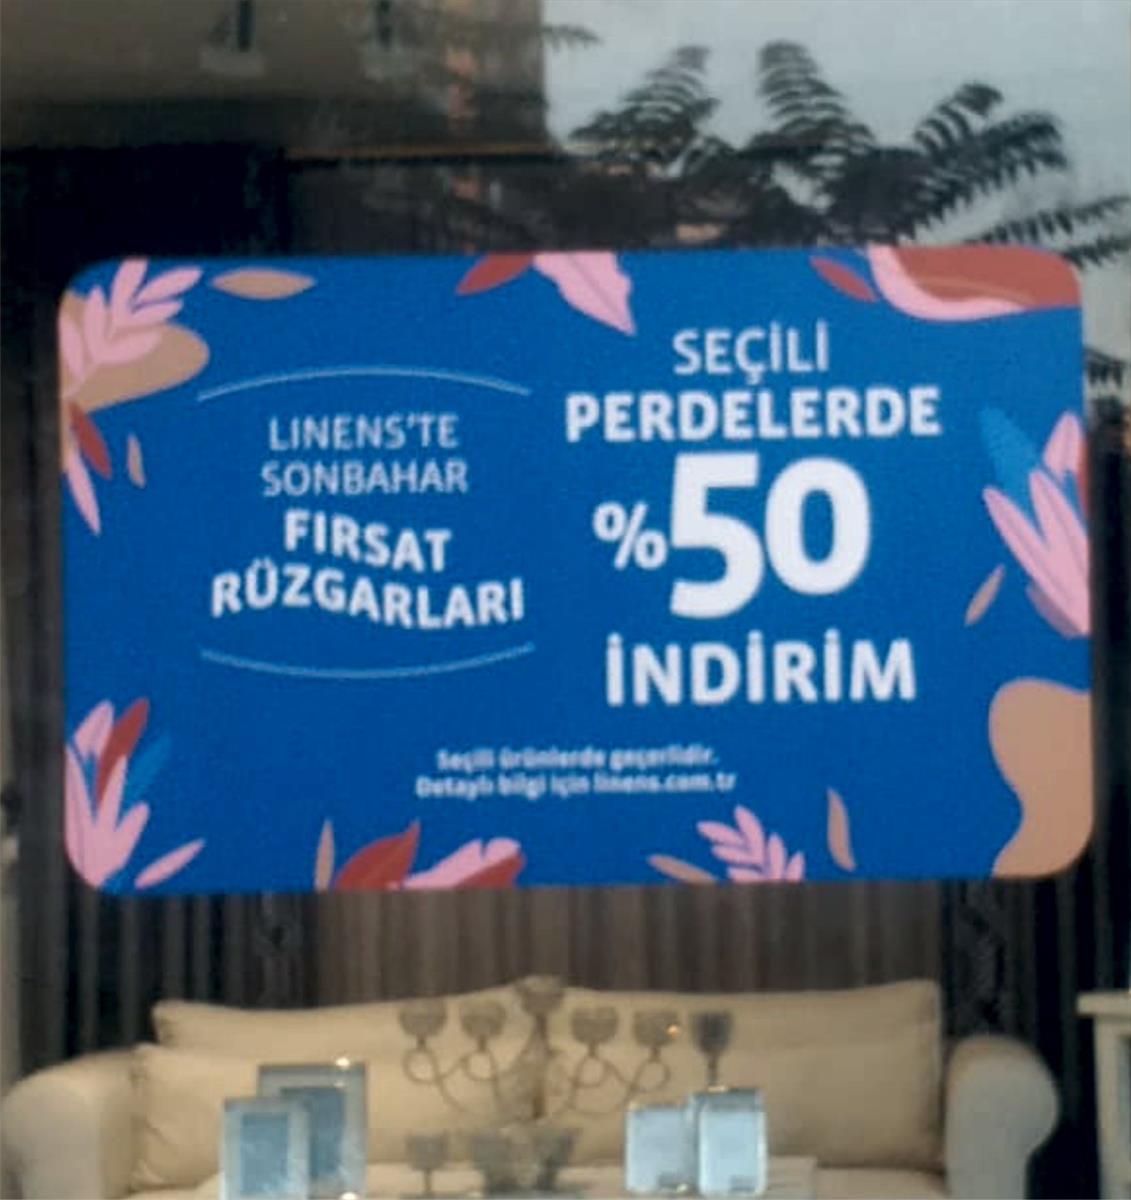 LINENS'TE
SONBAHAR
FIRSAT
RÜZGARLARI
SEÇİLİ
PERDELERDE
%50
İNDİRİM
Seçili ürünlerde geçerlidir.
Detaylı bilgi için linens.com.tr